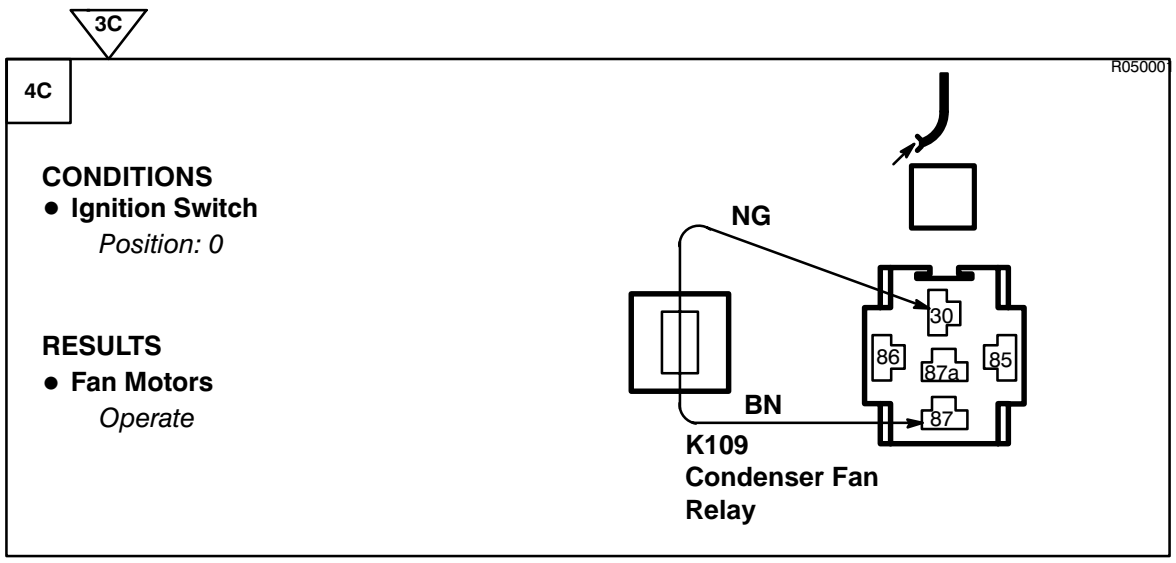 3C
R050001
4C
CONDITIONS
● Ignition Switch
Position: 0
RESULTS
● Fan Motors
Operate
NG
BN
K109
Condenser Fan
Relay
30
86
87a
85
87